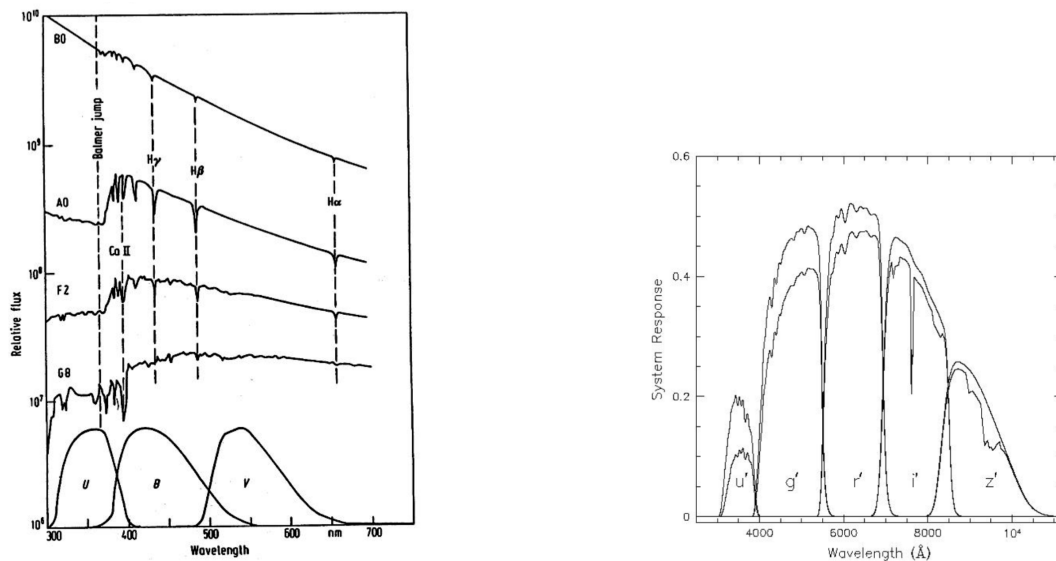 10¹⁰
B0
Balmer jump
10⁹
Hγ
Hβ
Hα
A0
Ca II
10⁸
F2
Relative flux
G8
10⁷
U
B
V
10⁶
300
400
500
600
nm
700
Wavelength
0.6
0.4
System Response
0.2
u'
g'
r'
i'
z'
0
4000
6000
8000
10⁴
Wavelength (Å)